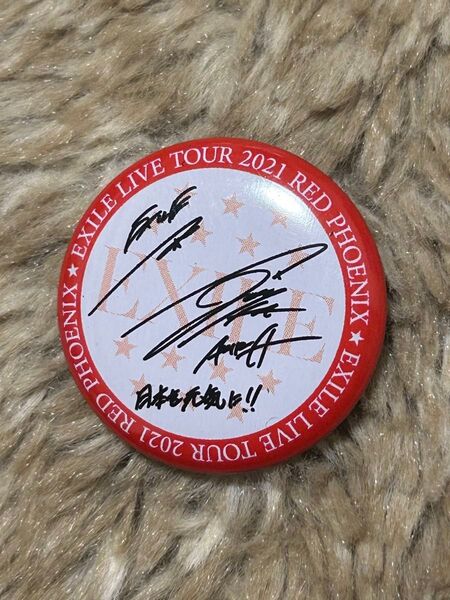 ★ EXILE LIVE TOUR 2021 RED PHOENIX
★ EXILE LIVE TOUR 2021 RED PHOENIX
EXILE
日本を元気に!!